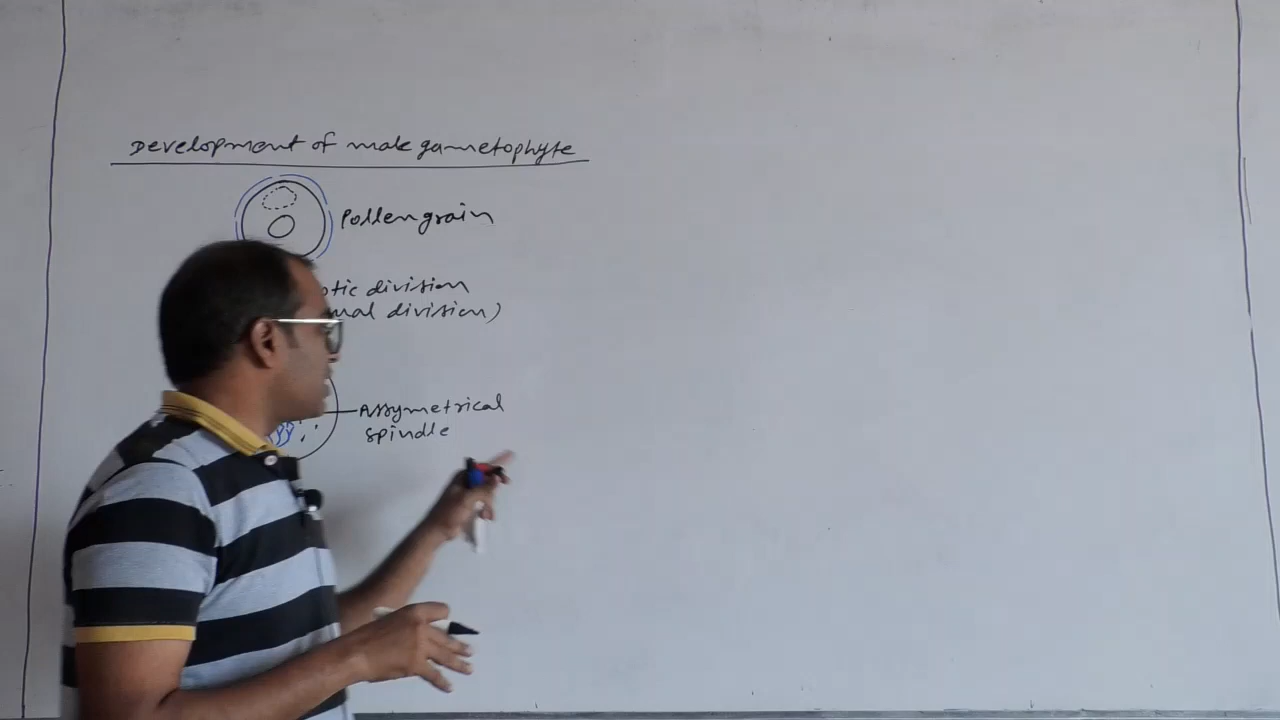 Development of male gametophyte
Pollengrain
otic division
mal division)
Assymetrical
spindle